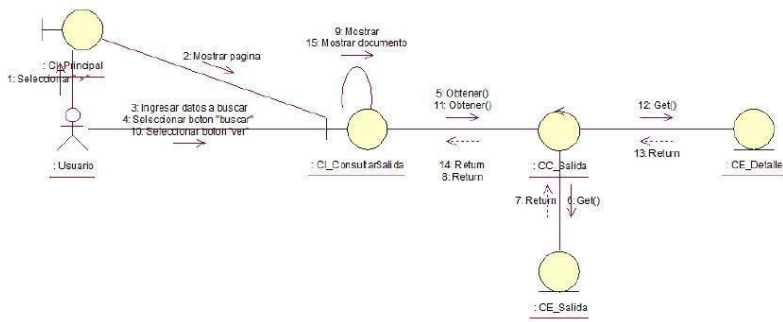 9: Mostrar
15: Mostrar documento
2: Mostrar pagina
: CI_Principal
1: Seleccionar " > "
3: Ingresar datos a buscar
4: Seleccionar boton "buscar"
10: Seleccionar boton "ver"
5: Obtener()
11: Obtener()
12: Get()
: Usuario
: CI_ConsultarSalida
14: Return
8: Return
: CC_Salida
13: Return
: CE_Detalle
7: Return
6: Get()
: CE_Salida